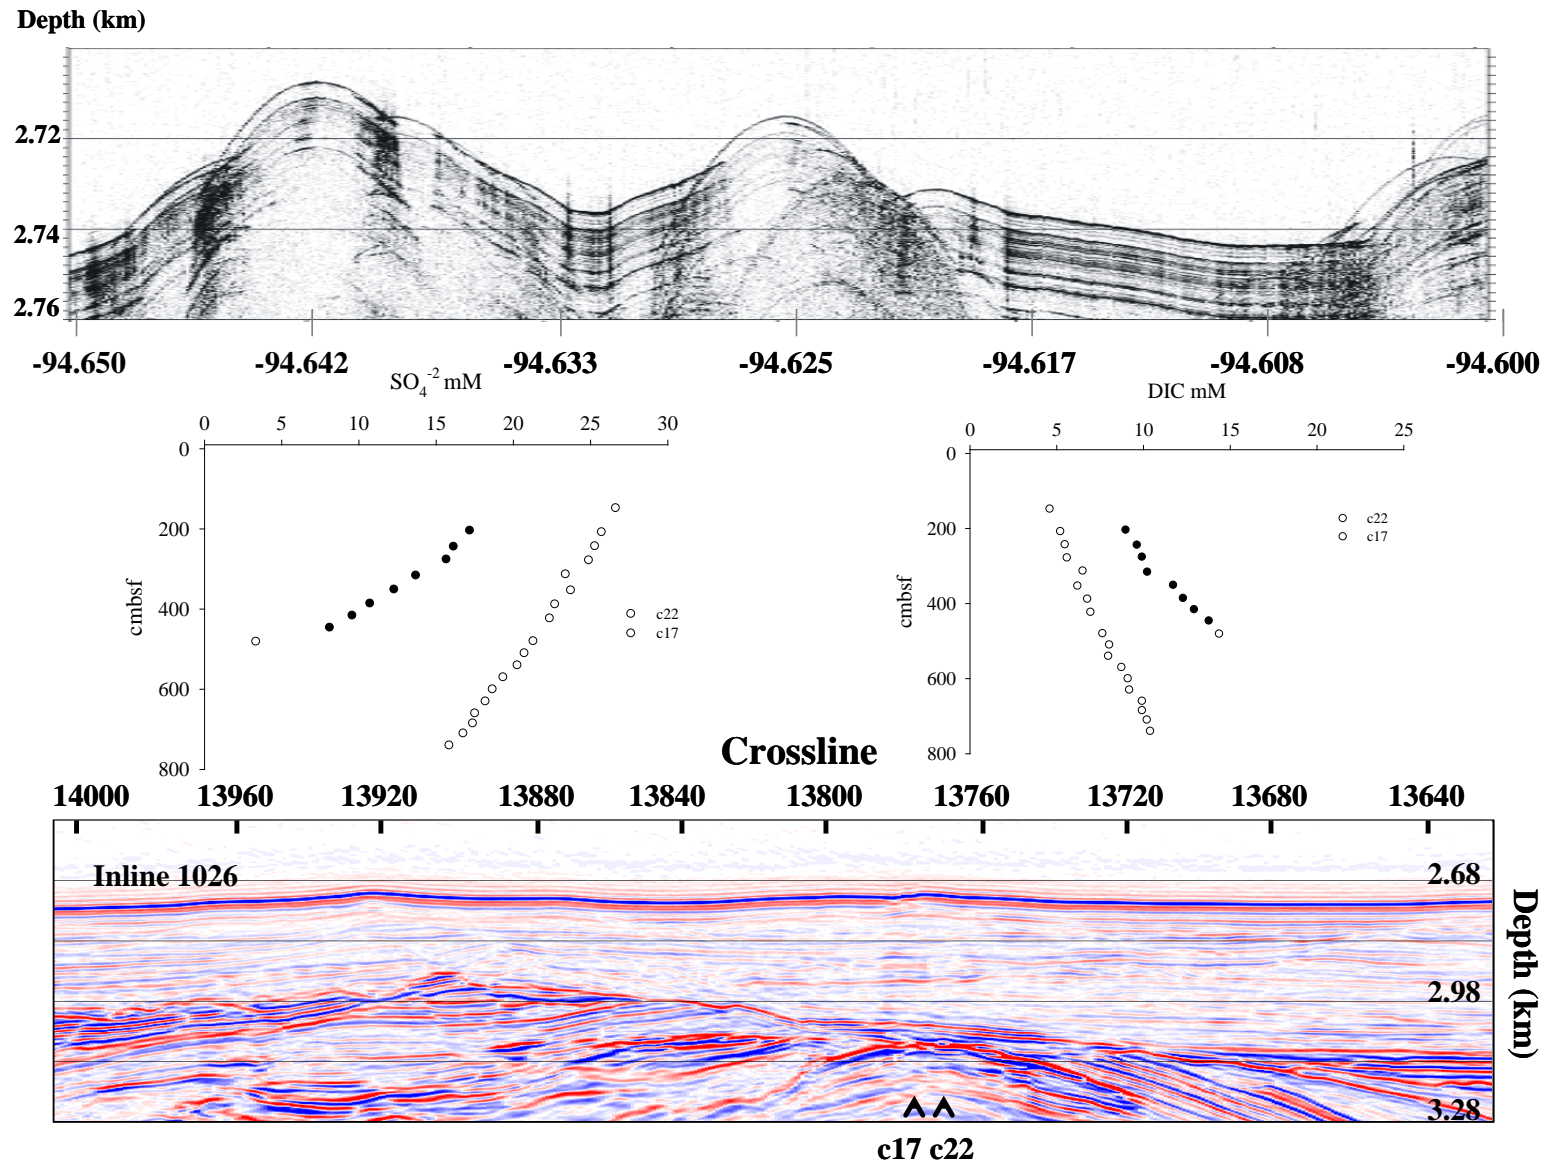 Depth (km)
2.72
2.74
2.76
-94.650 -94.642 -94.633 -94.625 -94.617 -94.608 -94.600
SO4-2 mM
DIC mM
0 5 10 15 20 25 30
0 5 10 15 20 25
0
200
400
600
800
cmbsf
c22
c17
0
200
400
600
800
cmbsf
c22
c17
Crossline
14000 13960 13920 13880 13840 13800 13760 13720 13680 13640
Inline 1026
2.68
2.98
3.28
Depth (km)
c17 c22